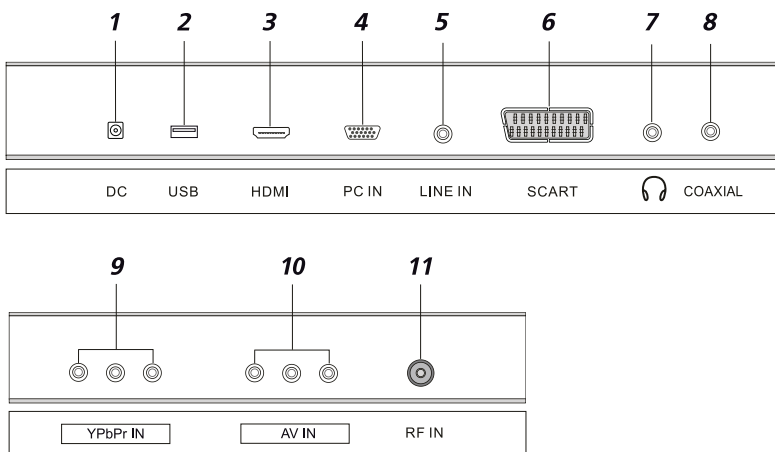 1 2 3 4 5 6 7 8
DC USB HDMI PC IN LINE IN SCART COAXIAL
9 10 11
YPbPr IN AV IN RF IN